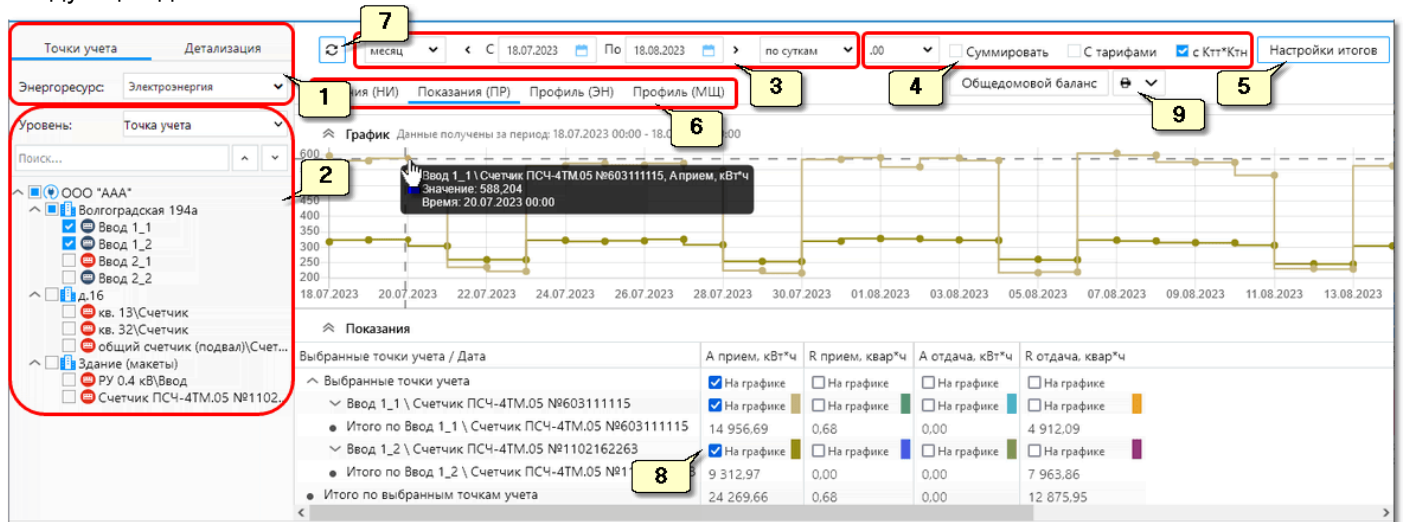 7
Точки учета Детализация
месяц С 18.07.2023 По 18.08.2023 по суткам .00 Суммировать С тарифами с Ктт*Ктн Настройки итогов
Энергоресурс: Электроэнергия
1
3
4
Общедомовой баланс
5
(НИ) Показания (ПР) Профиль (ЭН) Профиль (МЩ)
6
9
Уровень: Точка учета
График Данные получены за период: 18.07.2023 00:00 -
Поиск...
2
600
Ввод 1_1 \ Счетчик ПСЧ-4ТМ.05 №603111115, А прием, кВт*ч
Значение: 588,204
Время: 20.07.2023 00:00
450
400
350
300
250
200
18.07.2023 20.07.2023 22.07.2023 24.07.2023 26.07.2023 28.07.2023 30.07.2023 01.08.2023 03.08.2023 05.08.2023 07.08.2023 09.08.2023 11.08.2023 13.08.2023
ООО "ААА"
Волгоградская 194а
Ввод 1_1
Ввод 1_2
Ввод 2_1
Ввод 2_2
д.16
кв. 13\Счетчик
кв. 32\Счетчик
общий счетчик (подвал)\Счет...
Здание (макеты)
РУ 0.4 кВ\Ввод
Счетчик ПСЧ-4ТМ.05 №1102...
Показания
Выбранные точки учета / Дата А прием, кВт*ч R прием, квар*ч А отдача, кВт*ч R отдача, квар*ч
Выбранные точки учета На графике На графике На графике На графике
Ввод 1_1 \ Счетчик ПСЧ-4ТМ.05 №603111115 На графике На графике На графике На графике
Итого по Ввод 1_1 \ Счетчик ПСЧ-4ТМ.05 №603111115 14 956,69 0,68 0,00 4 912,09
Ввод 1_2 \ Счетчик ПСЧ-4ТМ.05 №1102162263 На графике На графике На графике На графике
8
Итого по Ввод 1_2 \ Счетчик ПСЧ-4ТМ.05 9 312,97 0,00 0,00 7 963,86
Итого по выбранным точкам учета 24 269,66 0,68 0,00 12 875,95